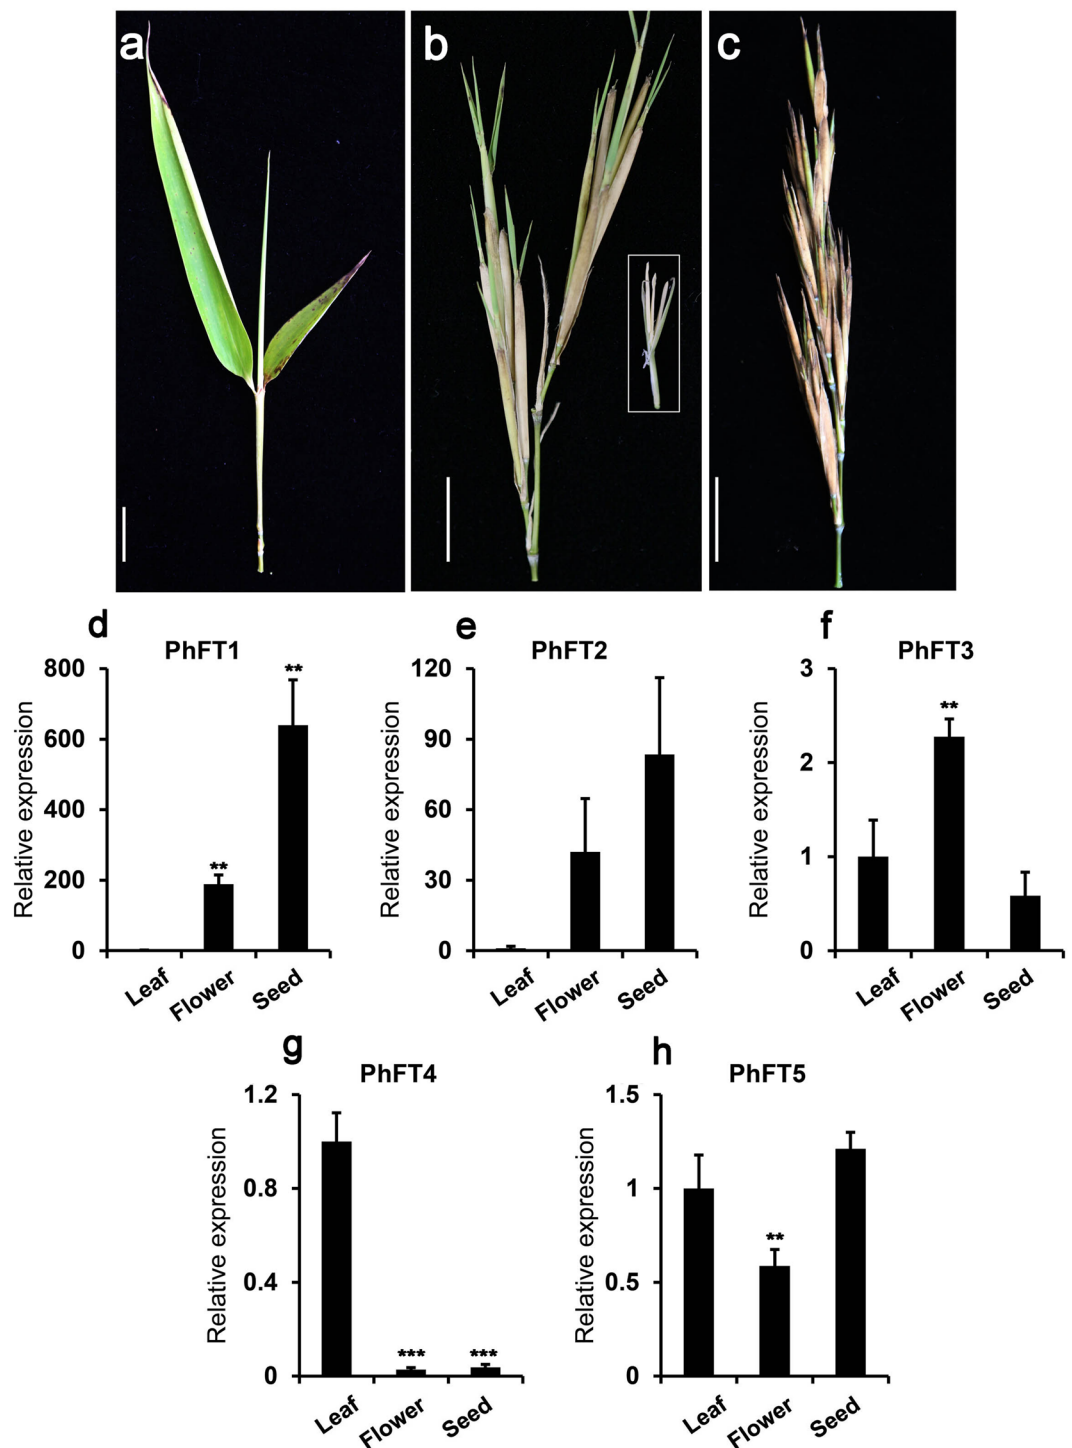 a b c
d e f
PhFT1 PhFT2 PhFT3
** ** **
800 120 3
600 90 2
400 60 1
200 30 0
0 0
Relative expression Relative expression Relative expression
Leaf Flower Seed Leaf Flower Seed Leaf Flower Seed
g h
PhFT4 PhFT5
1.2 1.5
0.8 1
0.4 0.5
0 0
*** *** **
Relative expression Relative expression
Leaf Flower Seed Leaf Flower Seed